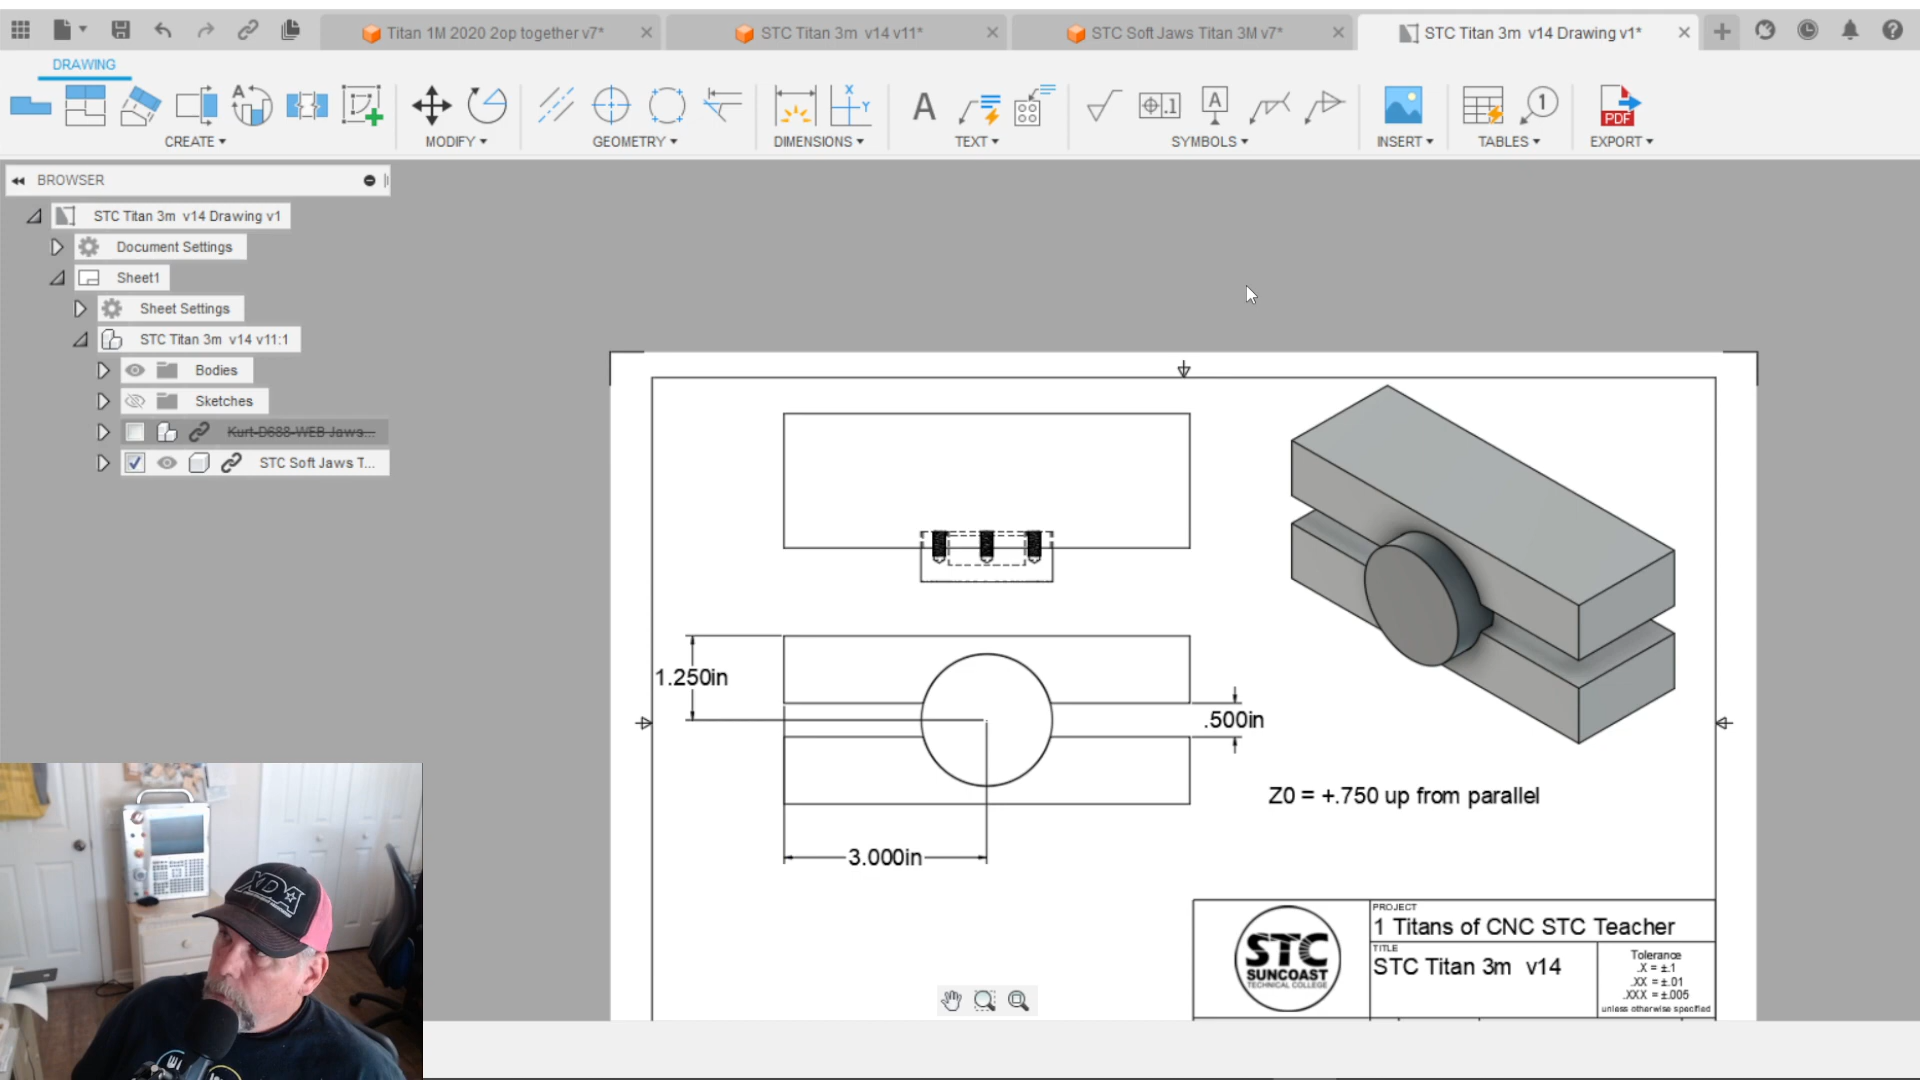 Titan 1M 2020 2op together v7*
STC Titan 3m v14 v11*
STC Soft Jaws Titan 3M v7*
STC Titan 3m v14 Drawing v1*
DRAWING
CREATE
MODIFY
GEOMETRY
DIMENSIONS
TEXT
SYMBOLS
INSERT
TABLES
EXPORT
BROWSER
STC Titan 3m v14 Drawing v1
Document Settings
Sheet1
Sheet Settings
STC Titan 3m v14 v11:1
Bodies
Sketches
Kurt-D688-WEB Jaws...
STC Soft Jaws T...
1.250in
.500in
3.000in
Z0 = +.750 up from parallel
STC
SUNCOAST
TECHNICAL COLLEGE
PROJECT
1 Titans of CNC STC Teacher
TITLE
STC Titan 3m v14
Tolerance
.X = ±.1
.XX = ±.01
.XXX = ±.005
unless otherwise specified
XDA